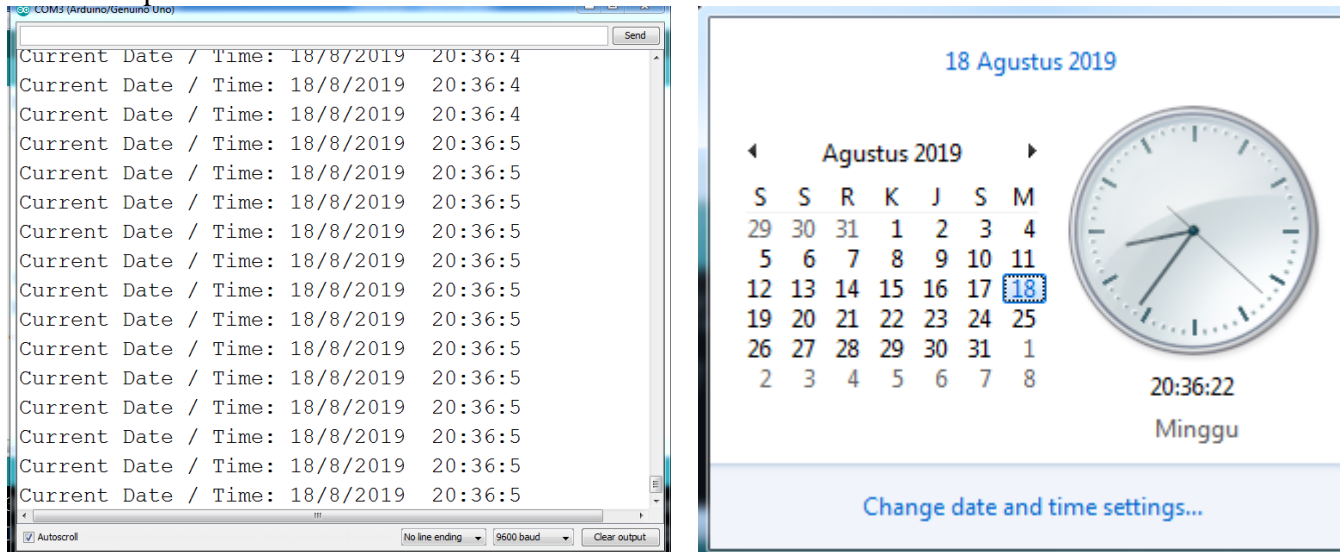 COM3 (Arduino/Genuino Uno)
Send
Current Date / Time: 18/8/2019 20:36:4
Current Date / Time: 18/8/2019 20:36:4
Current Date / Time: 18/8/2019 20:36:4
Current Date / Time: 18/8/2019 20:36:5
Current Date / Time: 18/8/2019 20:36:5
Current Date / Time: 18/8/2019 20:36:5
Current Date / Time: 18/8/2019 20:36:5
Current Date / Time: 18/8/2019 20:36:5
Current Date / Time: 18/8/2019 20:36:5
Current Date / Time: 18/8/2019 20:36:5
Current Date / Time: 18/8/2019 20:36:5
Current Date / Time: 18/8/2019 20:36:5
Current Date / Time: 18/8/2019 20:36:5
Current Date / Time: 18/8/2019 20:36:5
Current Date / Time: 18/8/2019 20:36:5
Current Date / Time: 18/8/2019 20:36:5
Autoscroll No line ending 9600 baud Clear output
18 Agustus 2019
Agustus 2019
S S R K J S M
29 30 31 1 2 3 4
5 6 7 8 9 10 11
12 13 14 15 16 17 18
19 20 21 22 23 24 25
26 27 28 29 30 31 1
2 3 4 5 6 7 8
20:36:22
Minggu
Change date and time settings...